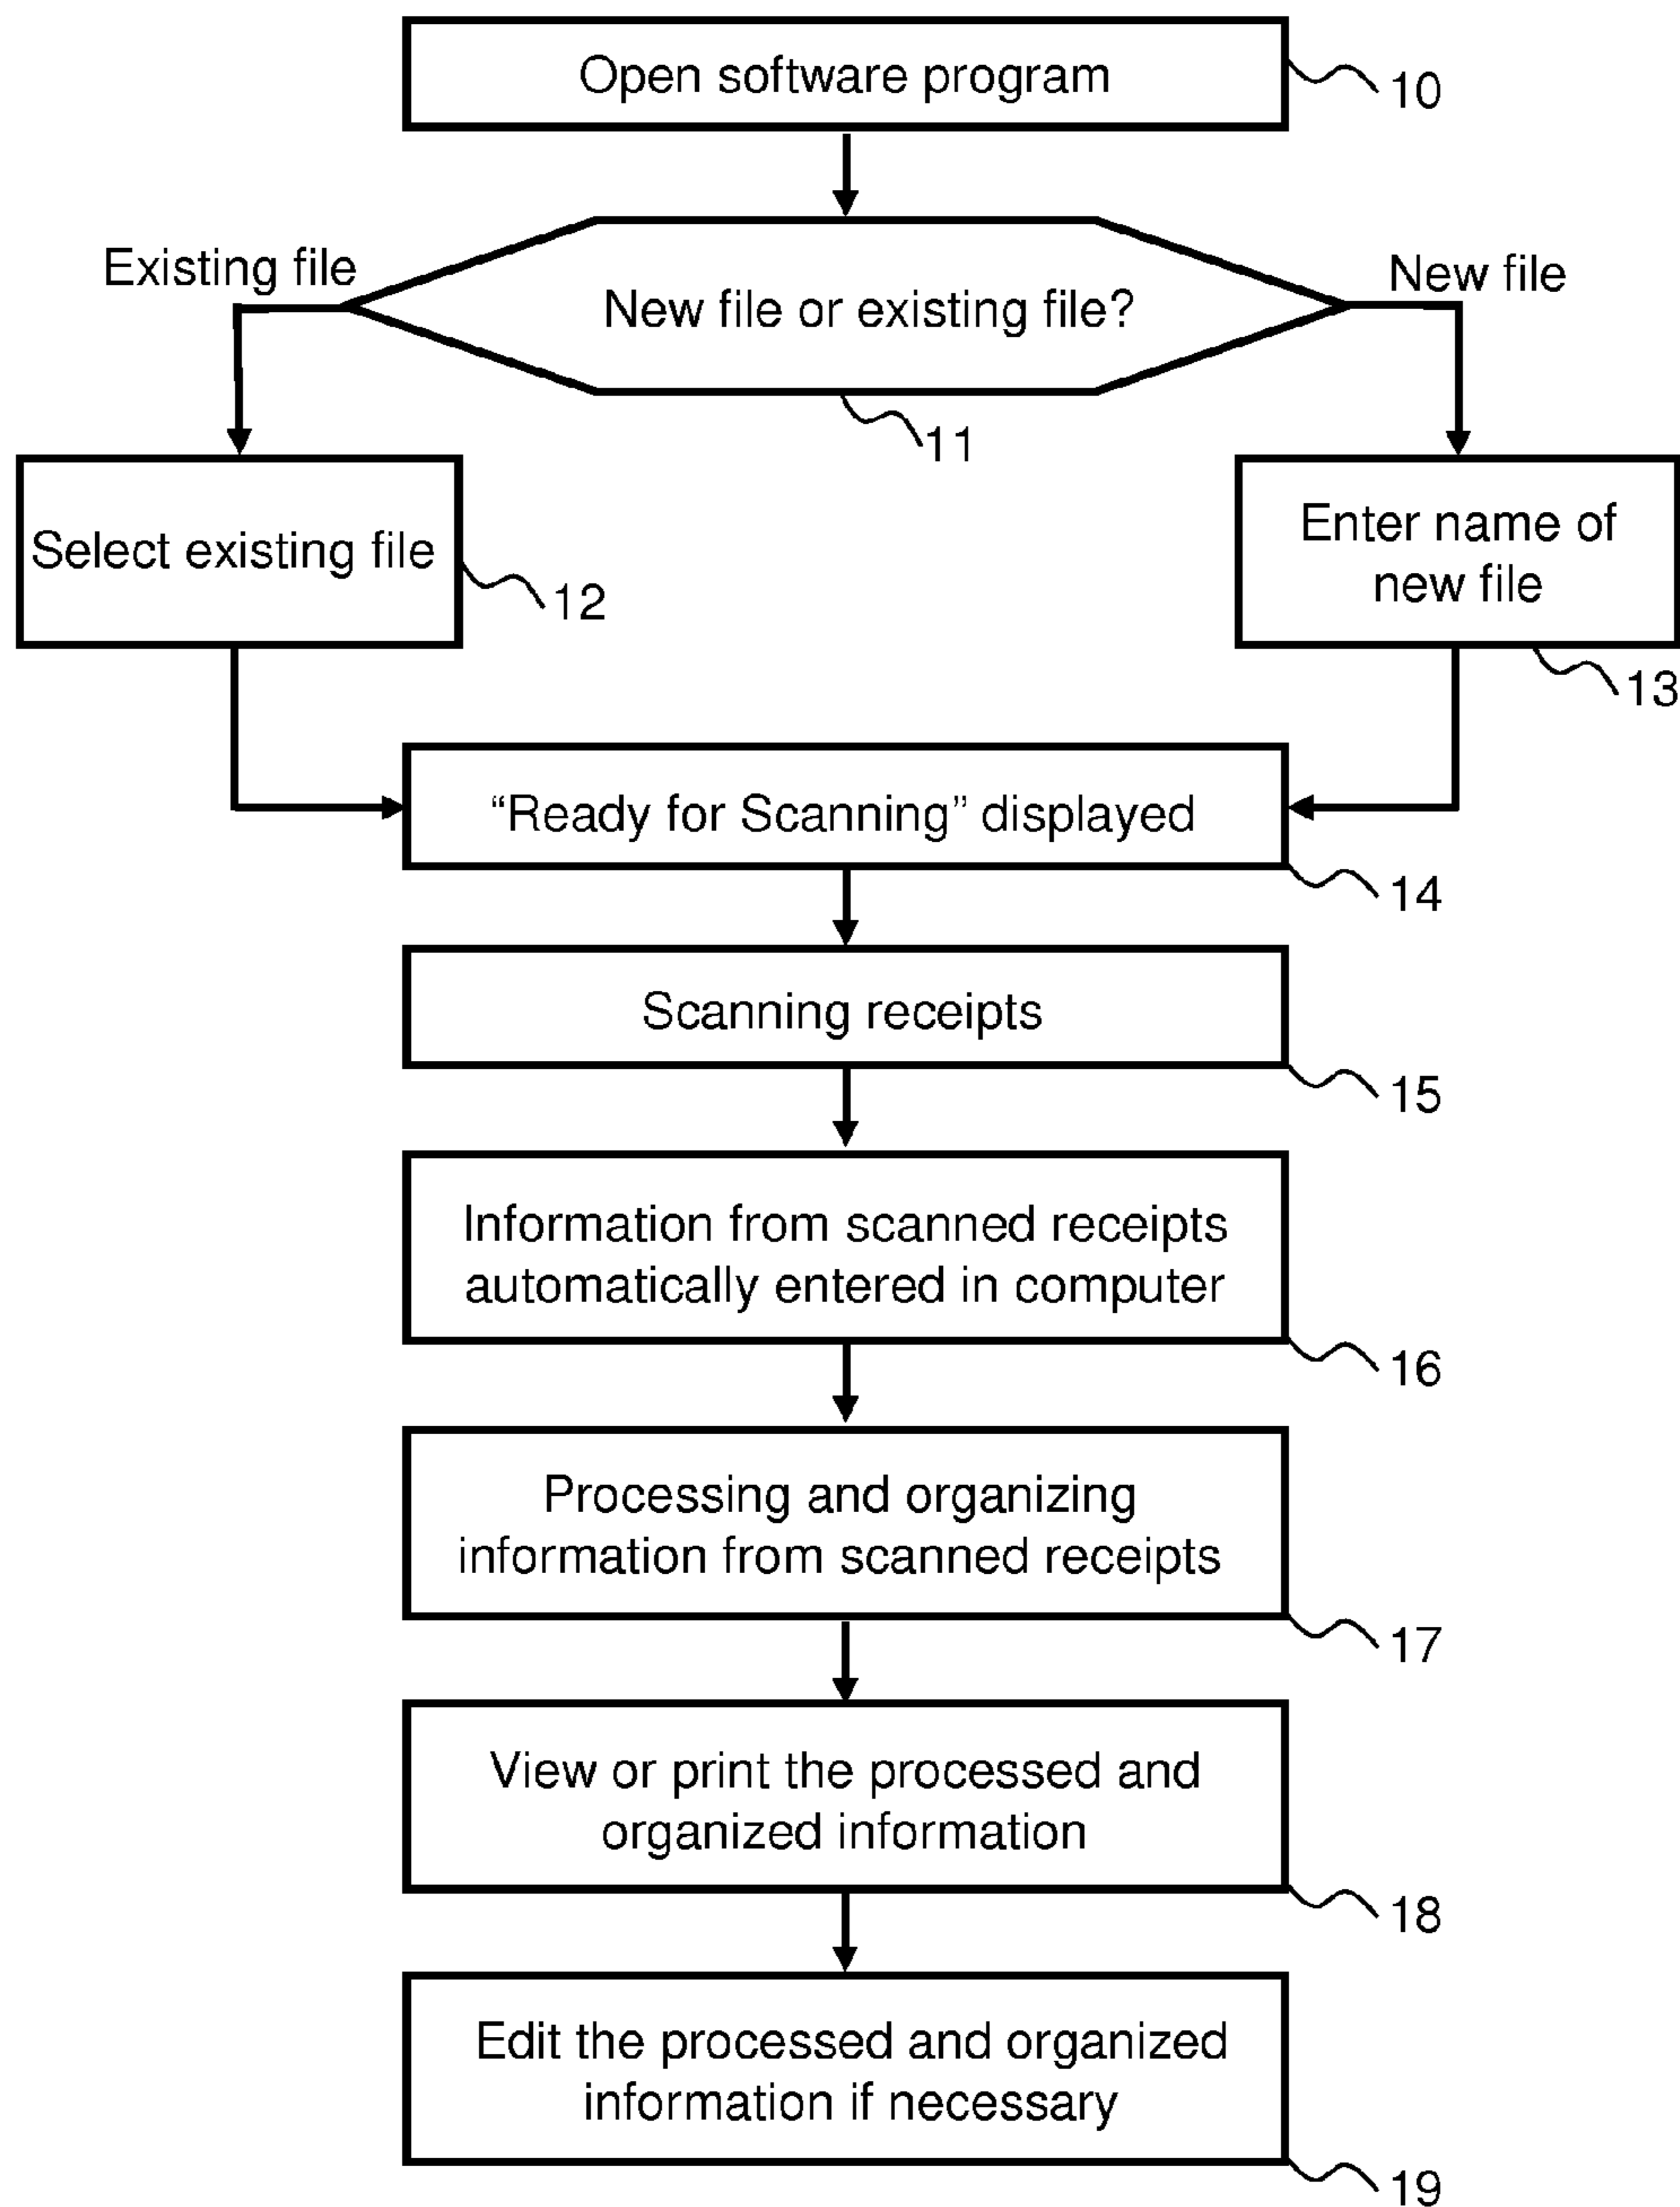 Open software program
10
Existing file
New file
New file or existing file?
11
Select existing file
12
Enter name of
new file
13
“Ready for Scanning” displayed
14
Scanning receipts
15
Information from scanned receipts
automatically entered in computer
16
Processing and organizing
information from scanned receipts
17
View or print the processed and
organized information
18
Edit the processed and organized
information if necessary
19